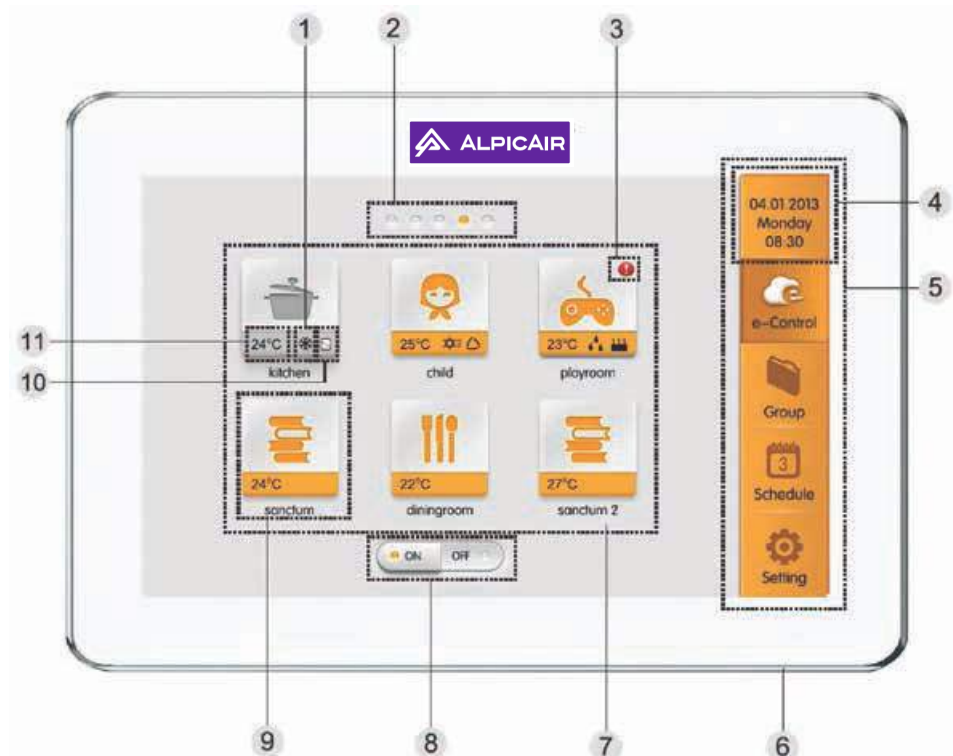 1
2
3
ALPICAIR
04.01 2013
Monday
08:30
4
5
e-Control
24°C
25°C
23°C
11
10
kitchen
child
ployroom
Group
3
Schedule
24°C
22°C
27°C
sanctum
diningroom
sanctum 2
ON
OFF
Setting
9
8
7
6